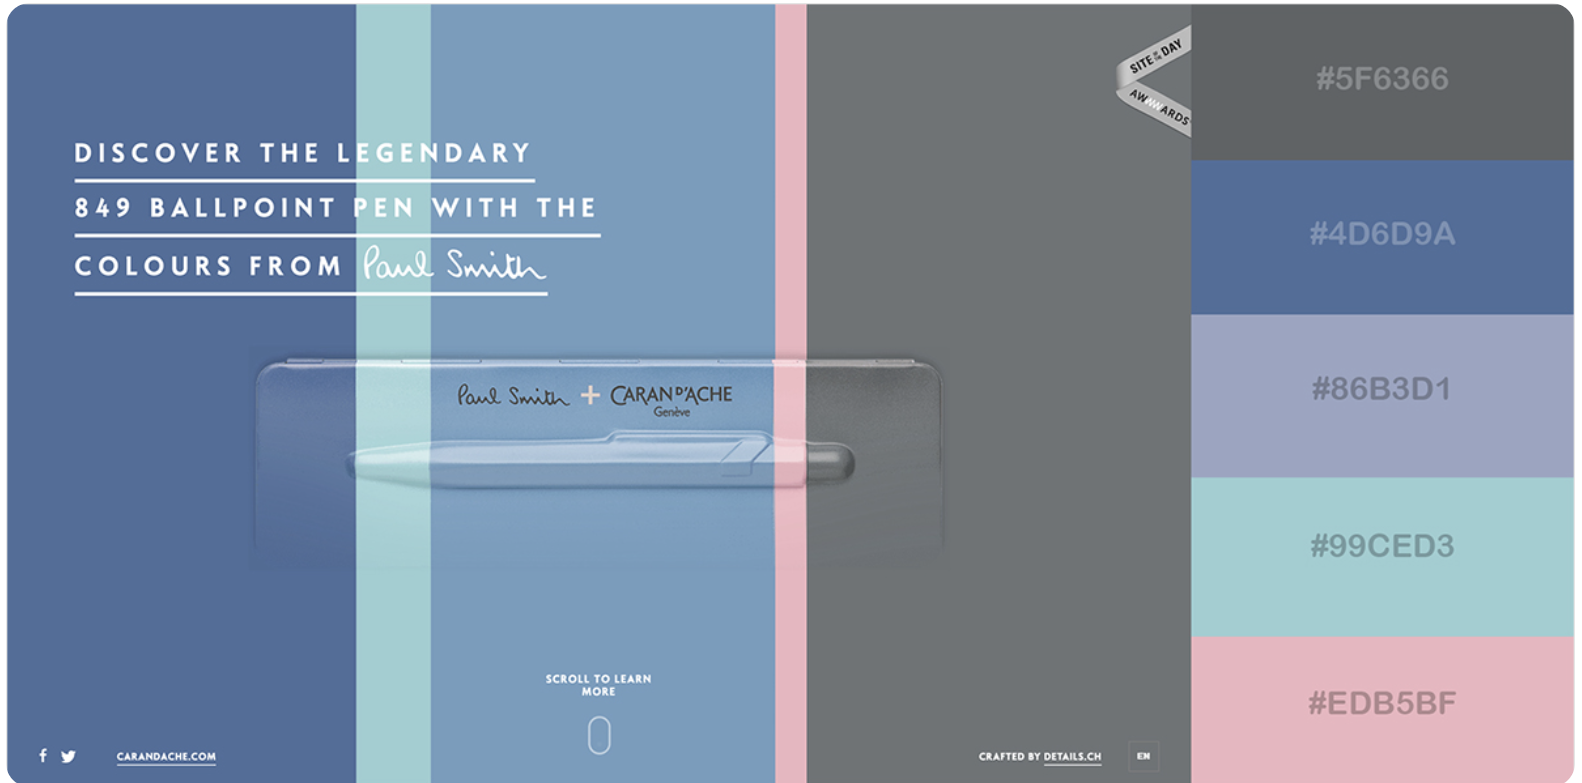 DISCOVER THE LEGENDARY
849 BALLPOINT PEN WITH THE
COLOURS FROM Paul Smith
Paul Smith + CARAN D'ACHE
Genève
SCROLL TO LEARN
MORE
CARANDACHE.COM
CRAFTED BY DETAILS.CH
EN
SITE OF THE DAY
AWWWARDS
#5F6366
#4D6D9A
#86B3D1
#99CED3
#EDB5BF